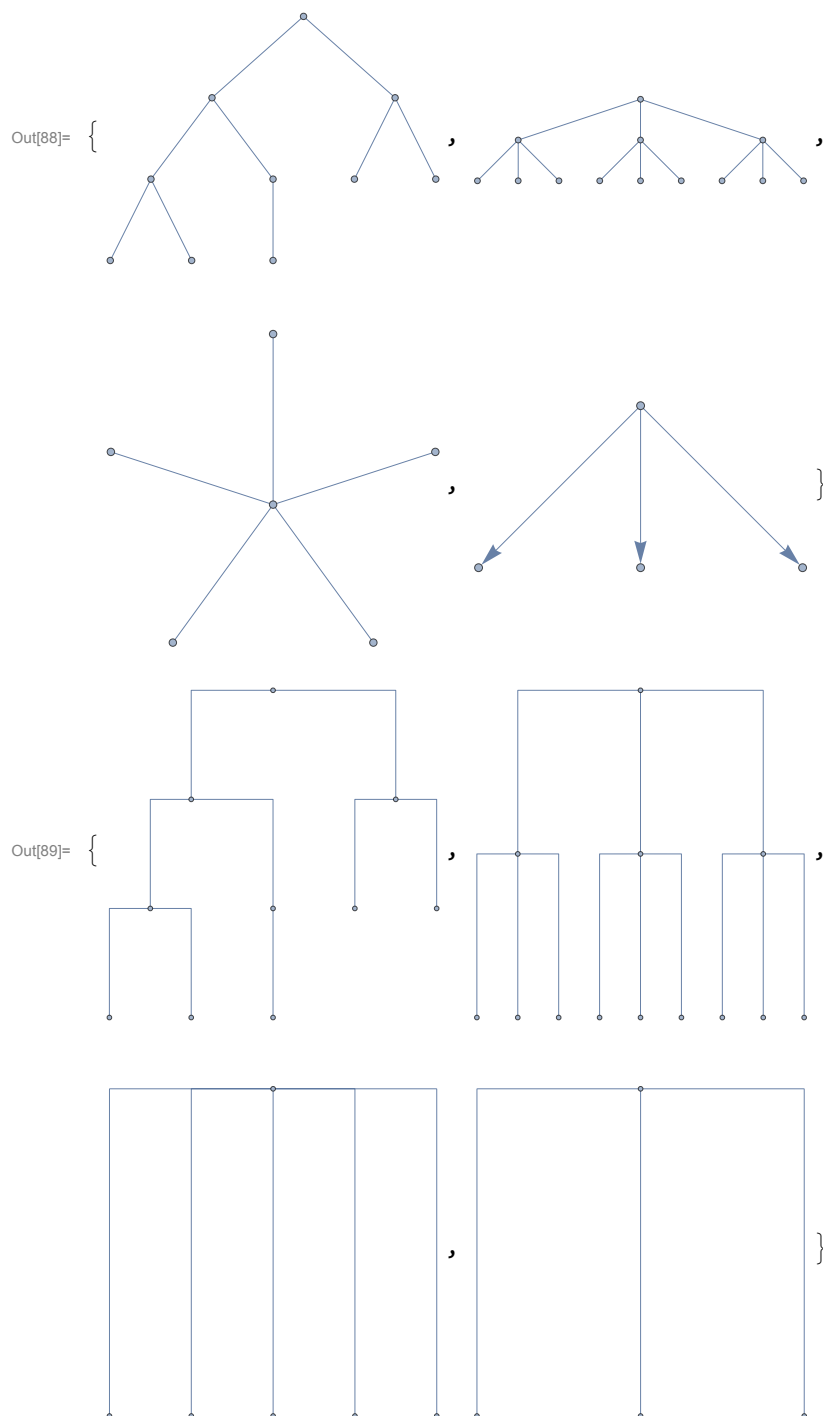 Out[88]= { , ,
, }
Out[89]= { , ,
, }